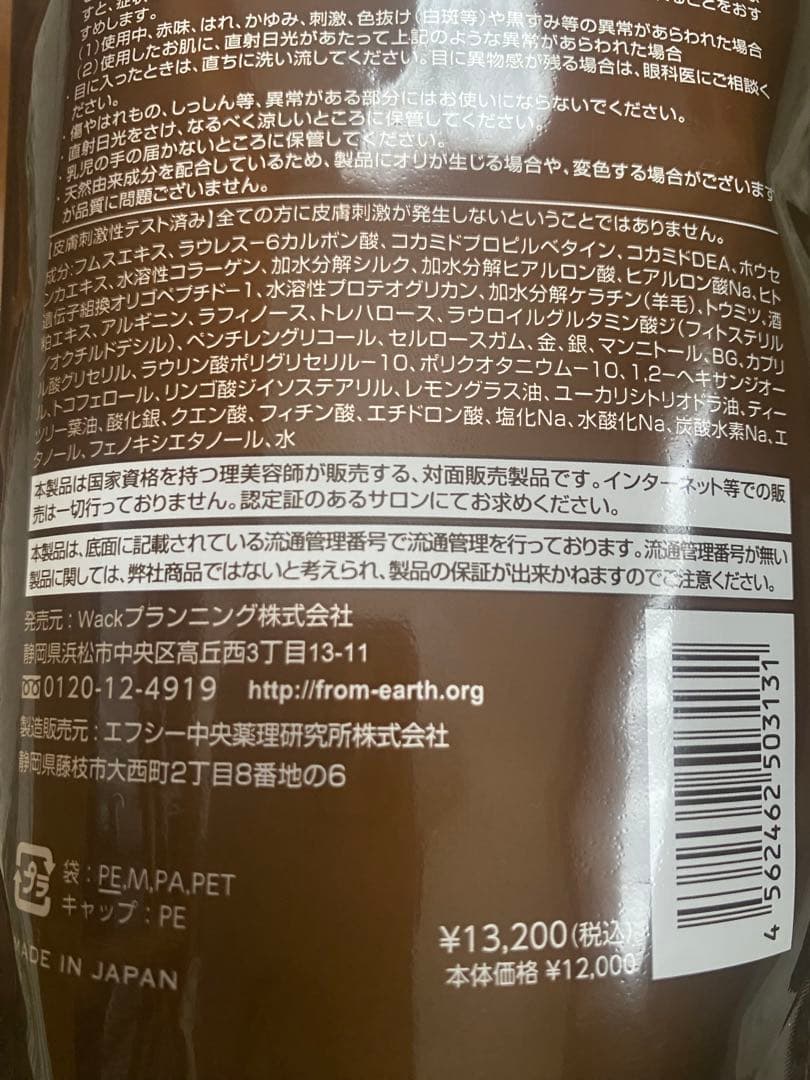 すと、症状
すめします。
(1)使用中、赤味、はれ、かゆみ、刺激、色抜け(白斑等)や黒ずみ等の異常があらわれた場合
(2)使用したお肌に、直射日光があたって上記のような異常があらわれた場合
・目に入ったときは、直ちに洗い流してください。目に異物感が残る場合は、眼科医にご相談く
ださい。
・傷やはれもの、しっしん等、異常がある部分にはお使いにならないでください。
・直射日光をさけ、なるべく涼しいところに保管してください。
・乳児の手の届かないところに保管してください。
・天然由来成分を配合しているため、製品にオリが生じる場合や、変色する場合がございます
が品質に問題ございません。
【皮膚刺激性テスト済み】全ての方に皮膚刺激が発生しないということではありません。
成分:フムスエキス、ラウレス-6カルボン酸、コカミドプロピルベタイン、コカミドDEA、ホウセ
ンカエキス、水溶性コラーゲン、加水分解シルク、加水分解ヒアルロン酸、ヒアルロン酸Na、ヒト
遺伝子組換オリゴペプチド-1、水溶性プロテオグリカン、加水分解ケラチン(羊毛)、トウミツ、酒
粕エキス、アルギニン、ラフィノース、トレハロース、ラウロイルグルタミン酸ジ(フィトステリル
/オクチルドデシル)、ペンチレングリコール、セルロースガム、金、銀、マンニトール、BG、カプリ
ル酸グリセリル、ラウリン酸ポリグリセリル-10、ポリクオタニウム-10、1,2-ヘキサンジオー
ル、トコフェロール、リンゴ酸ジイソステアリル、レモングラス油、ユーカリシトリオドラ油、ティー
ツリー葉油、酸化銀、クエン酸、フィチン酸、エチドロン酸、塩化Na、水酸化Na、炭酸水素Na、エ
タノール、フェノキシエタノール、水
本製品は国家資格を持つ理美容師が販売する、対面販売製品です。インターネット等での販
売は一切行っておりません。認定証のあるサロンにてお求めください。
本製品は、底面に記載されている流通管理番号で流通管理を行っております。流通管理番号が無い
製品に関しては、弊社商品ではないと考えられ、製品の保証が出来かねますのでご注意ください。
発売元:Wackプランニング株式会社
静岡県浜松市中央区高丘西3丁目13-11
0120-12-4919 http://from-earth.org
製造販売元:エフシー中央薬理研究所株式会社
静岡県藤枝市大西町2丁目8番地の6
プラ
袋:PE,M,PA,PET
キャップ:PE
MADE IN JAPAN
¥13,200(税込)
本体価格 ¥12,000
4 562462 503131